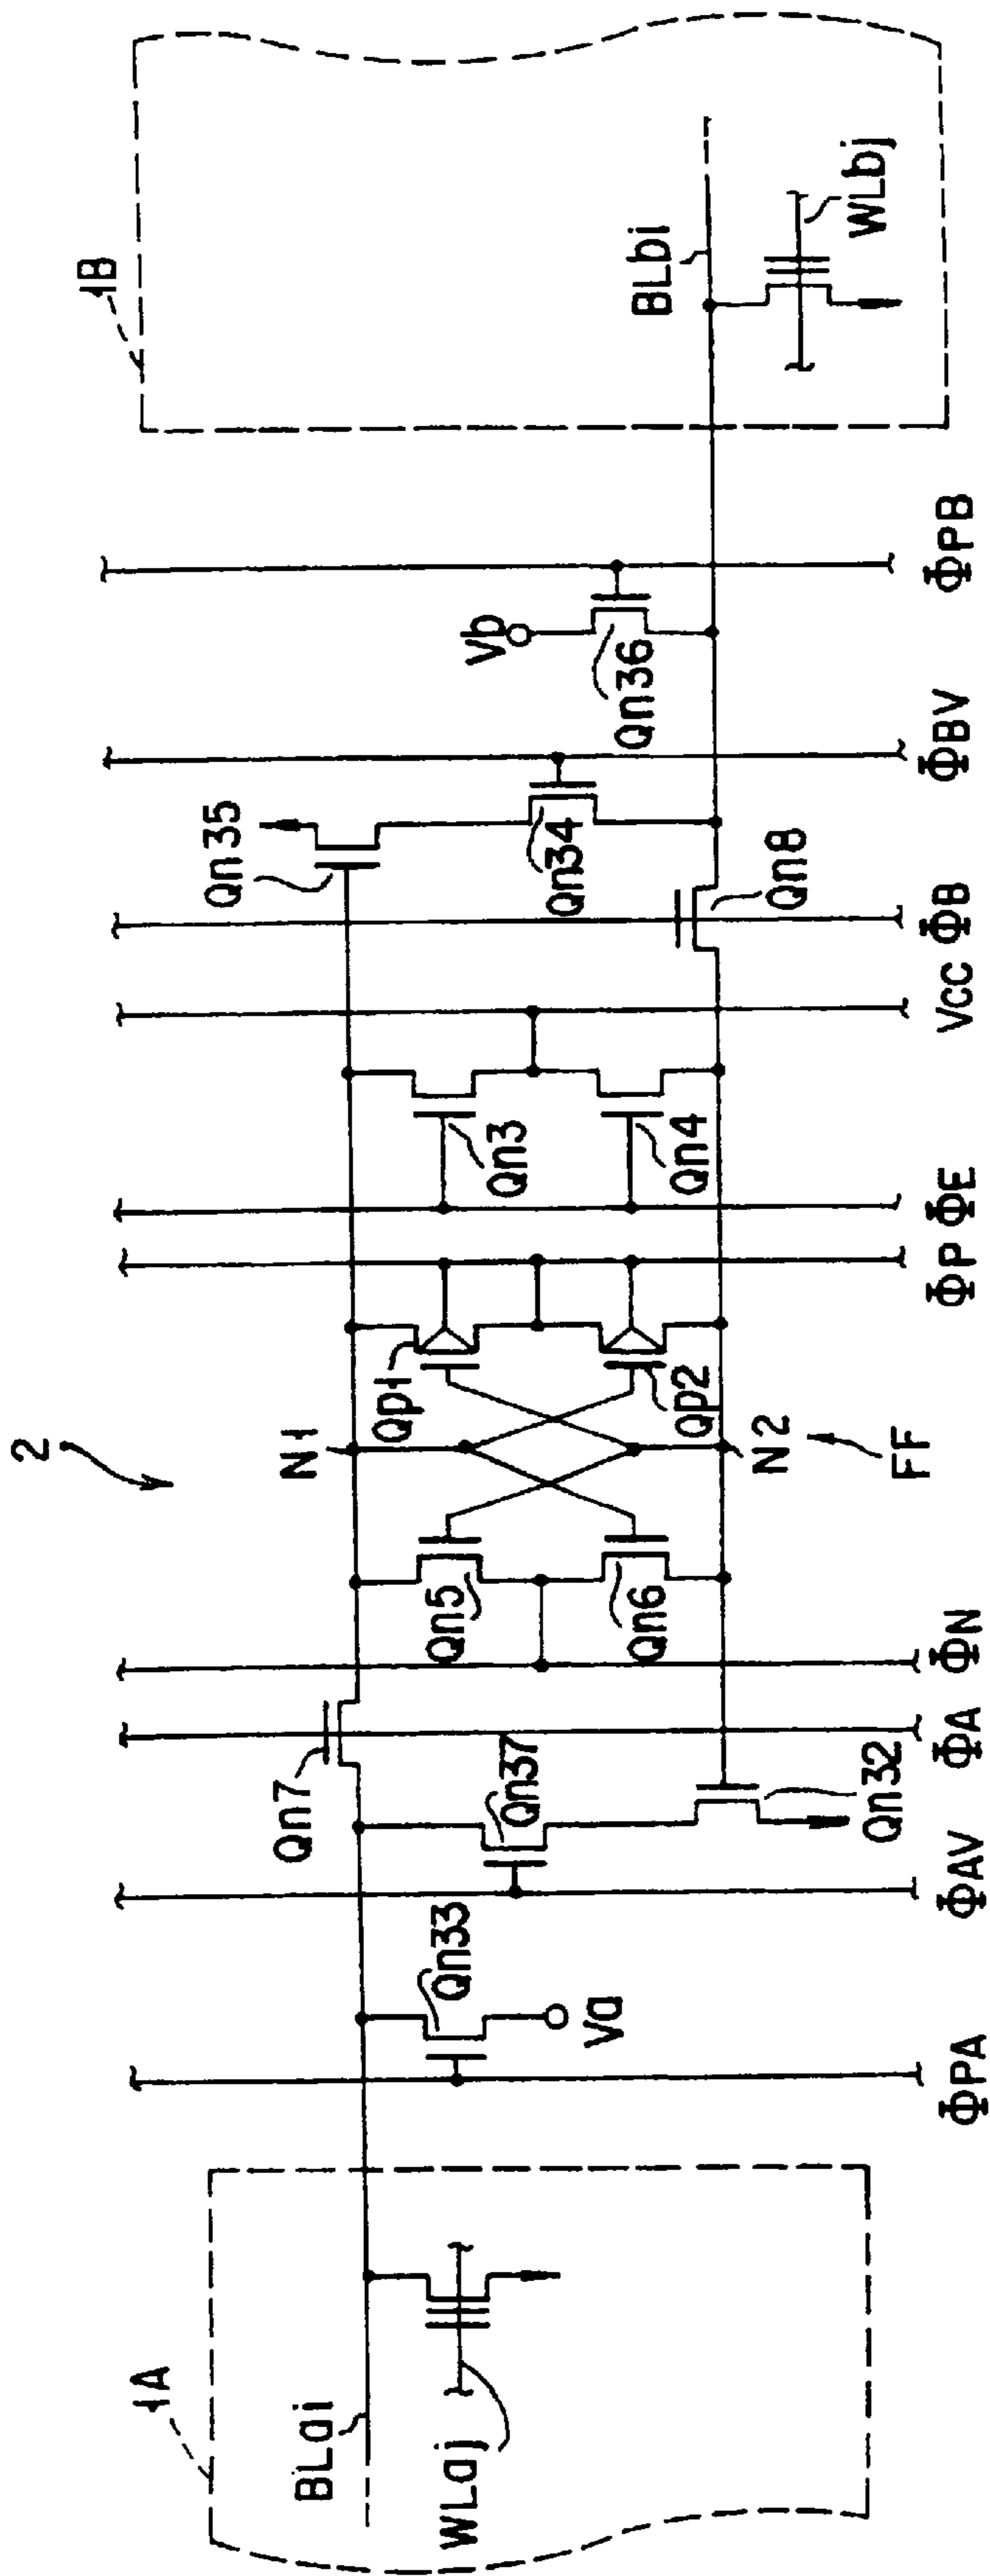 2
1A
1B
BLai
WLaj
Qn33
Va
Qn37
Qn32
Qn7
Qn5
Qn6
N1
N2
FF
Qp1
Qp2
Qn3
Qn4
Qn35
Qn34
Qn8
Vb
Qn36
BLbi
WLbj
ΦPA
ΦAV
ΦA
ΦN
ΦP
ΦE
VCC
ΦB
ΦBV
ΦPB